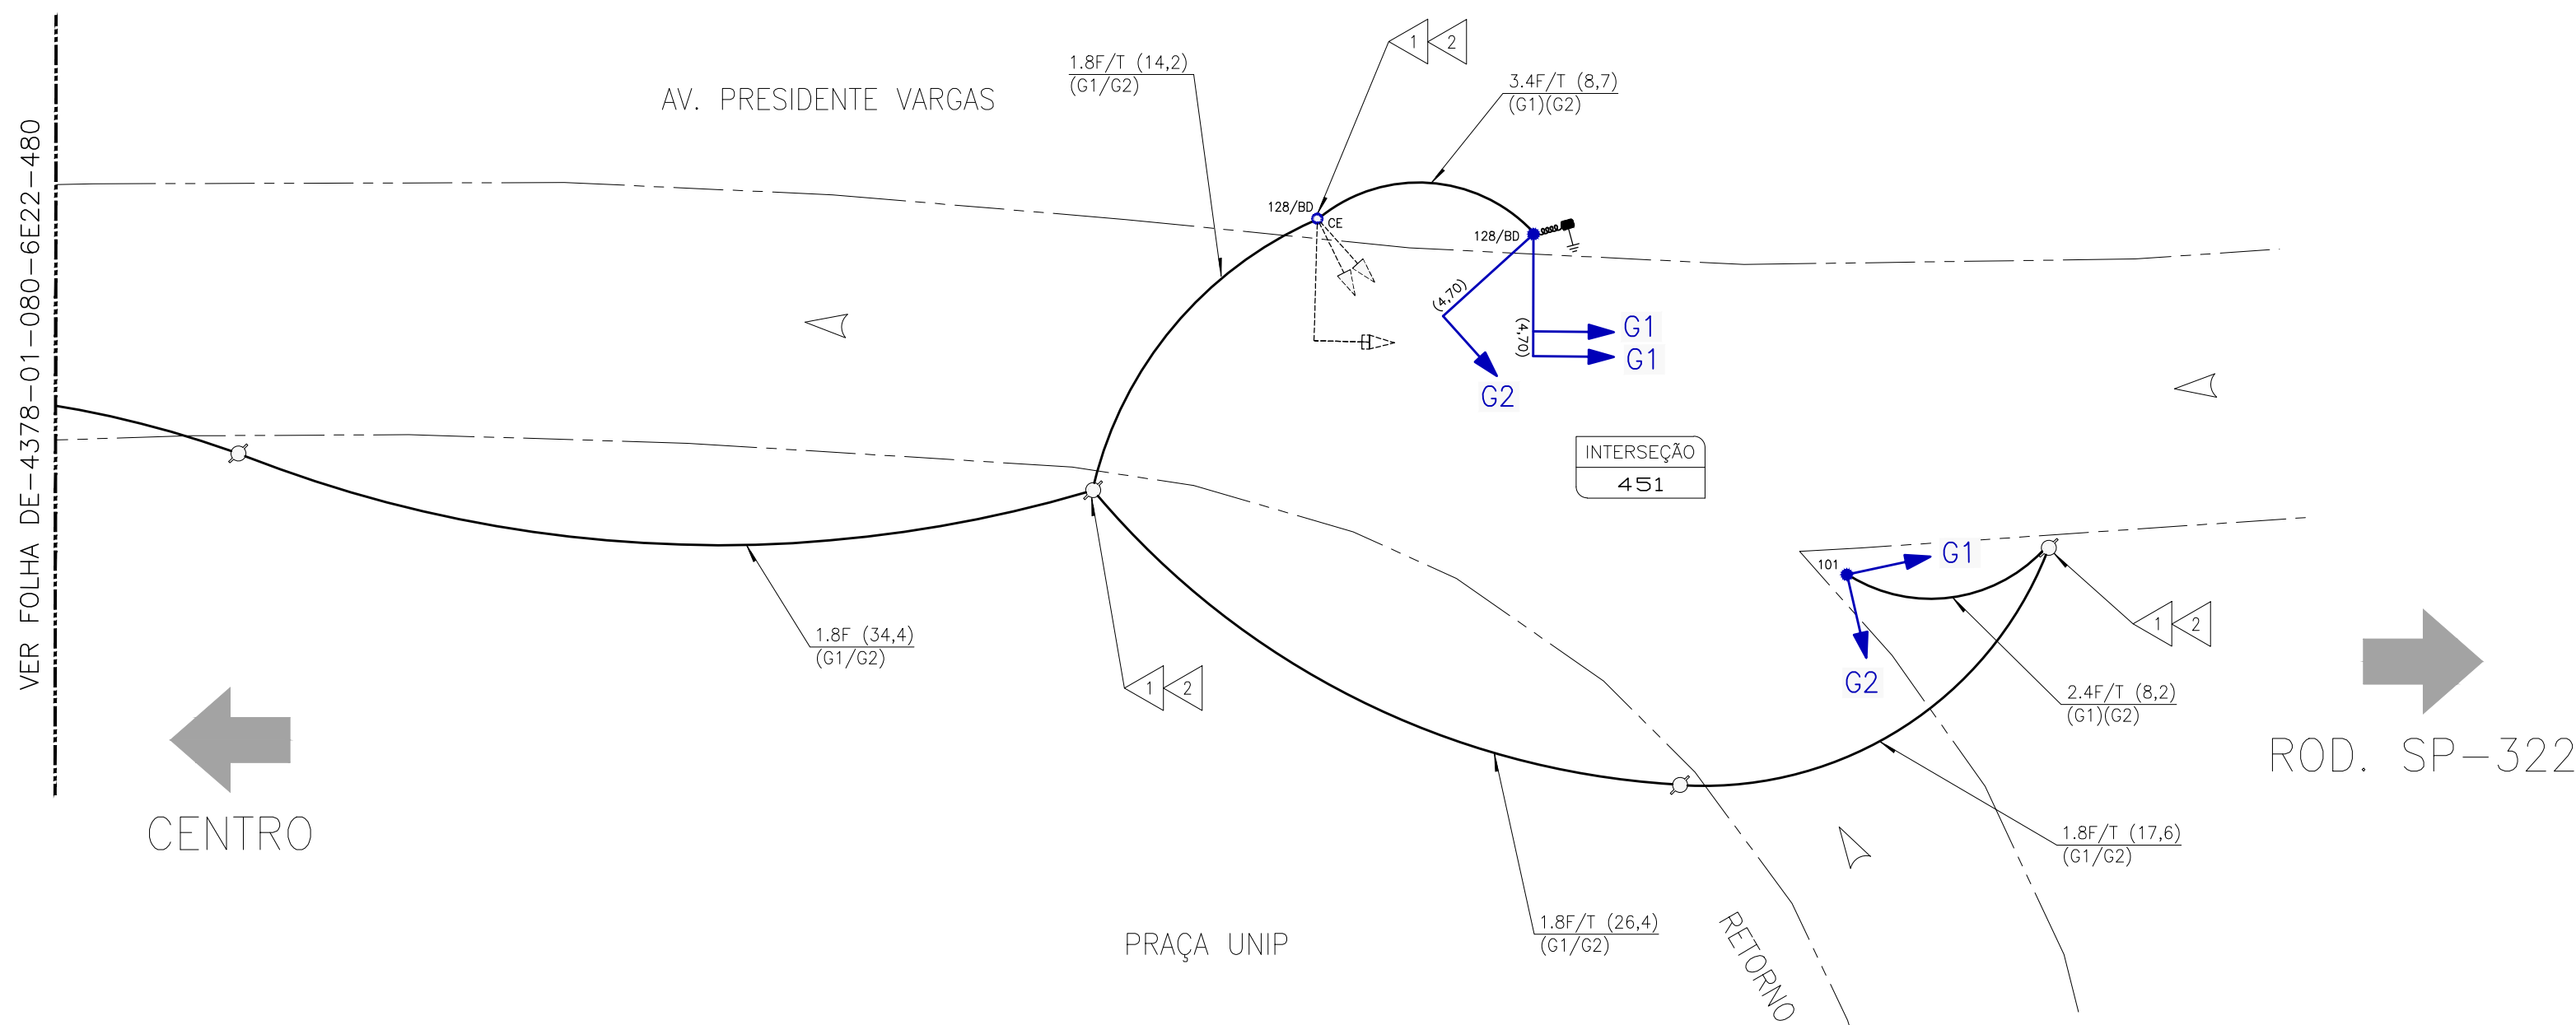 VER FOLHA DE-4378-01-080-6E22-480
AV. PRESIDENTE VARGAS
1.8F/T (14,2)
(G1/G2)
1
2
3.4F/T (8,7)
(G1)(G2)
128/BD
CE
128/BD
(4,70)
(4,70)
G1
G1
G2
INTERSEÇÃO
451
101
G1
G2
1
2
1.8F (34,4)
(G1/G2)
1
2
2.4F/T (8,2)
(G1)(G2)
ROD. SP-322
CENTRO
1.8F/T (17,6)
(G1/G2)
1.8F/T (26,4)
(G1/G2)
PRAÇA UNIP
RETORNO